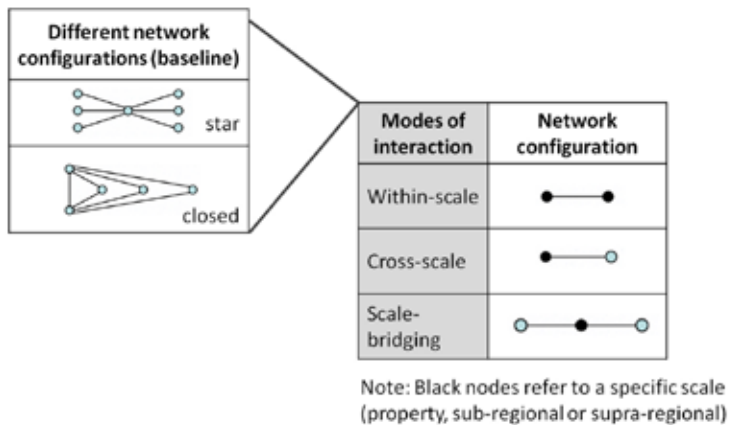 Different network
configurations (baseline)
star
closed
Modes of
interaction
Network
configuration
Within-scale
Cross-scale
Scale-
bridging
Note: Black nodes refer to a specific scale
(property, sub-regional or supra-regional)